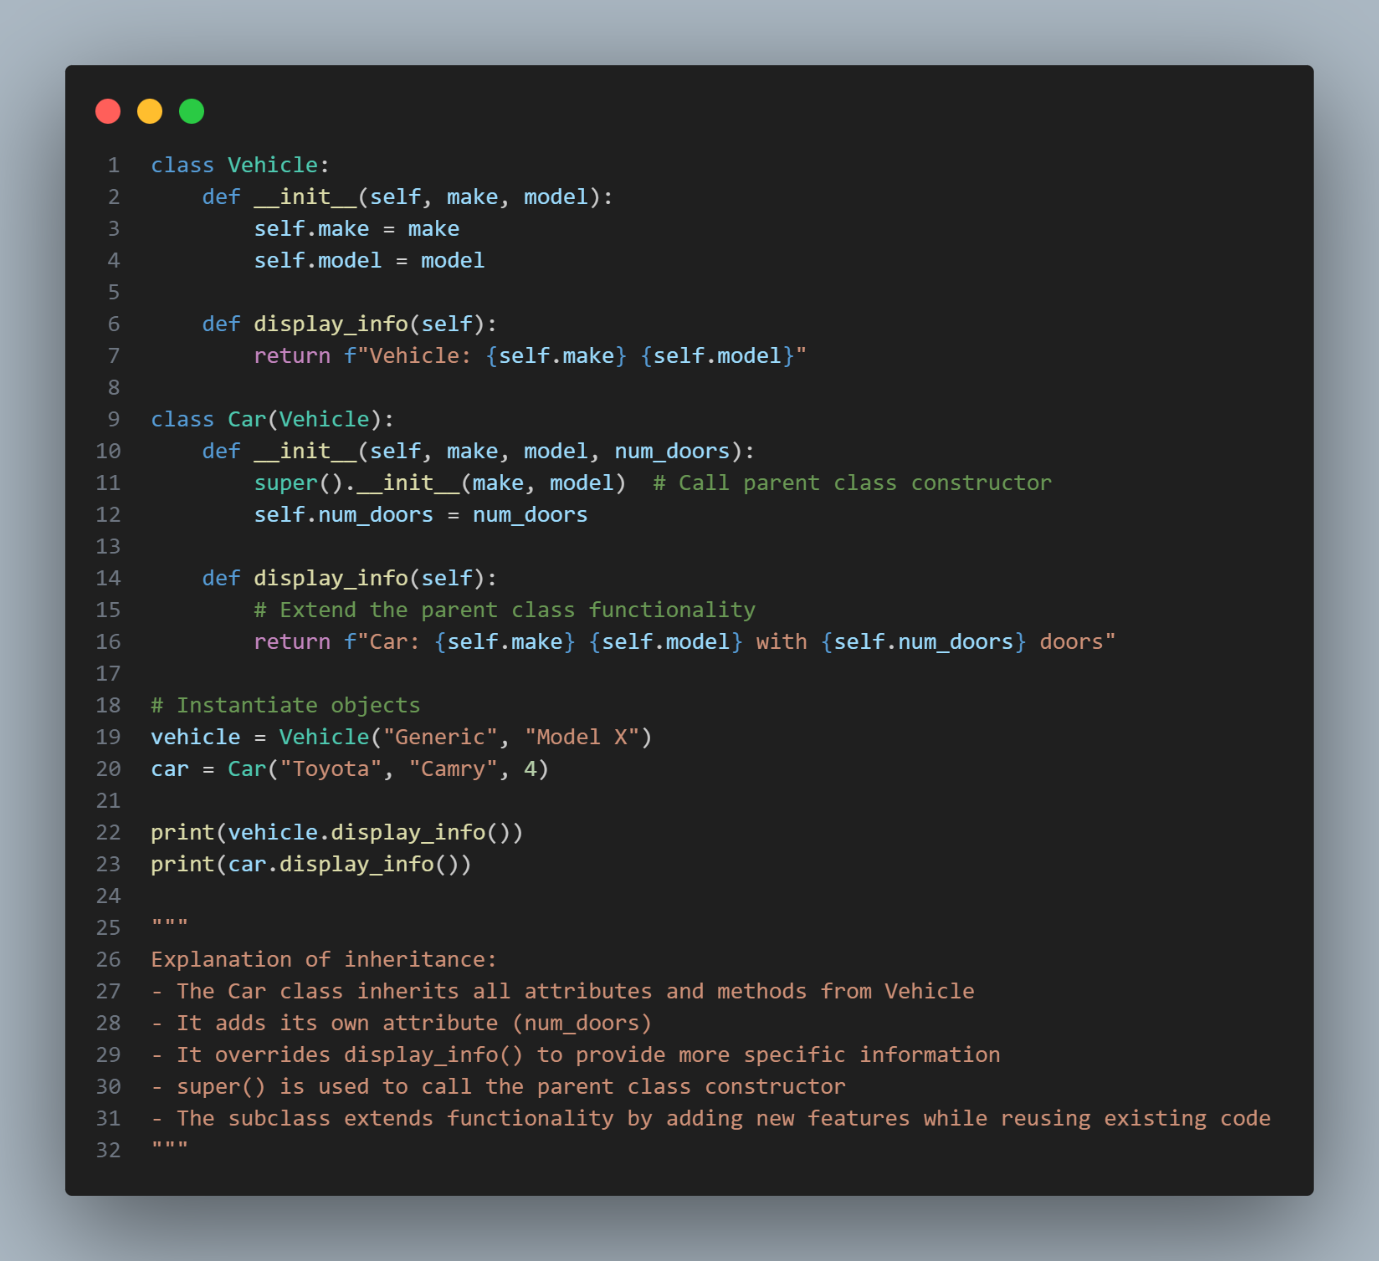 1 class Vehicle:
2     def __init__(self, make, model):
3         self.make = make
4         self.model = model
5
6     def display_info(self):
7         return f"Vehicle: {self.make} {self.model}"
8
9 class Car(Vehicle):
10     def __init__(self, make, model, num_doors):
11         super().__init__(make, model)  # Call parent class constructor
12         self.num_doors = num_doors
13
14     def display_info(self):
15         # Extend the parent class functionality
16         return f"Car: {self.make} {self.model} with {self.num_doors} doors"
17
18 # Instantiate objects
19 vehicle = Vehicle("Generic", "Model X")
20 car = Car("Toyota", "Camry", 4)
21
22 print(vehicle.display_info())
23 print(car.display_info())
24
25 """
26 Explanation of inheritance:
27 - The Car class inherits all attributes and methods from Vehicle
28 - It adds its own attribute (num_doors)
29 - It overrides display_info() to provide more specific information
30 - super() is used to call the parent class constructor
31 - The subclass extends functionality by adding new features while reusing existing code
32 """